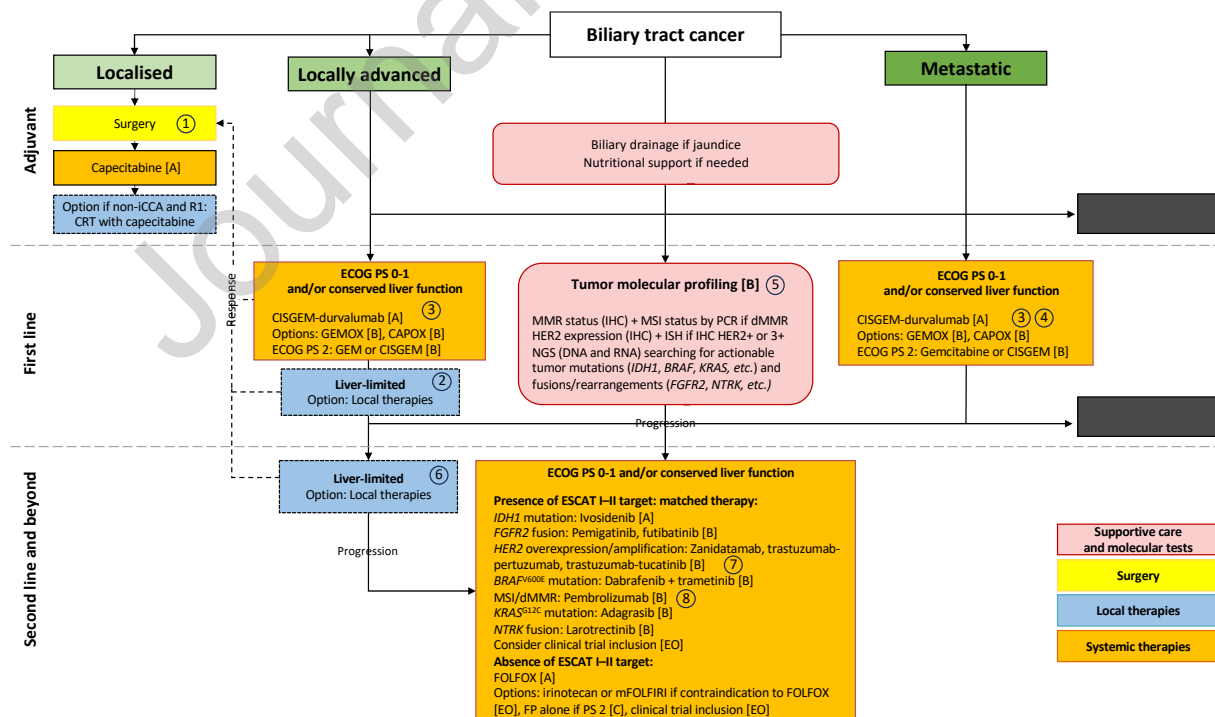 Journal
Biliary tract cancer
Localised
Locally advanced
Metastatic
Adjuvant
Surgery ①
Capecitabine [A]
Option if non-iCCA and R1:
CRT with capecitabine
Biliary drainage if jaundice
Nutritional support if needed
Response
First line
ECOG PS 0-1
and/or conserved liver function
CISGEM-durvalumab [A] ③
Options: GEMOX [B], CAPOX [B]
ECOG PS 2: GEM or CISGEM [B]
Liver-limited ②
Option: Local therapies
Tumor molecular profiling [B] ⑤
MMR status (IHC) + MSI status by PCR if dMMR
HER2 expression (IHC) + ISH if IHC HER2+ or 3+
NGS (DNA and RNA) searching for actionable
tumor mutations (IDH1, BRAF, KRAS, etc.) and
fusions/rearrangements (FGFR2, NTRK, etc.)
ECOG PS 0-1
and/or conserved liver function
CISGEM-durvalumab [A] ③ ④
Options: GEMOX [B], CAPOX [B]
ECOG PS 2: Gemcitabine or CISGEM [B]
Progression
Second line and beyond
Liver-limited ⑥
Option: Local therapies
Progression
ECOG PS 0-1 and/or conserved liver function
Presence of ESCAT I–II target: matched therapy:
IDH1 mutation: Ivosidenib [A]
FGFR2 fusion: Pemigatinib, futibatinib [B]
HER2 overexpression/amplification: Zanidatamab, trastuzumab-
pertuzumab, trastuzumab-tucatinib [B] ⑦
BRAFV600E mutation: Dabrafenib + trametinib [B]
MSI/dMMR: Pembrolizumab [B] ⑧
KRASG12C mutation: Adagrasib [B]
NTRK fusion: Larotrectinib [B]
Consider clinical trial inclusion [EO]
Absence of ESCAT I–II target:
FOLFOX [A]
Options: irinotecan or mFOLFIRI if contraindication to FOLFOX
[EO], FP alone if PS 2 [C], clinical trial inclusion [EO]
Supportive care
and molecular tests
Surgery
Local therapies
Systemic therapies